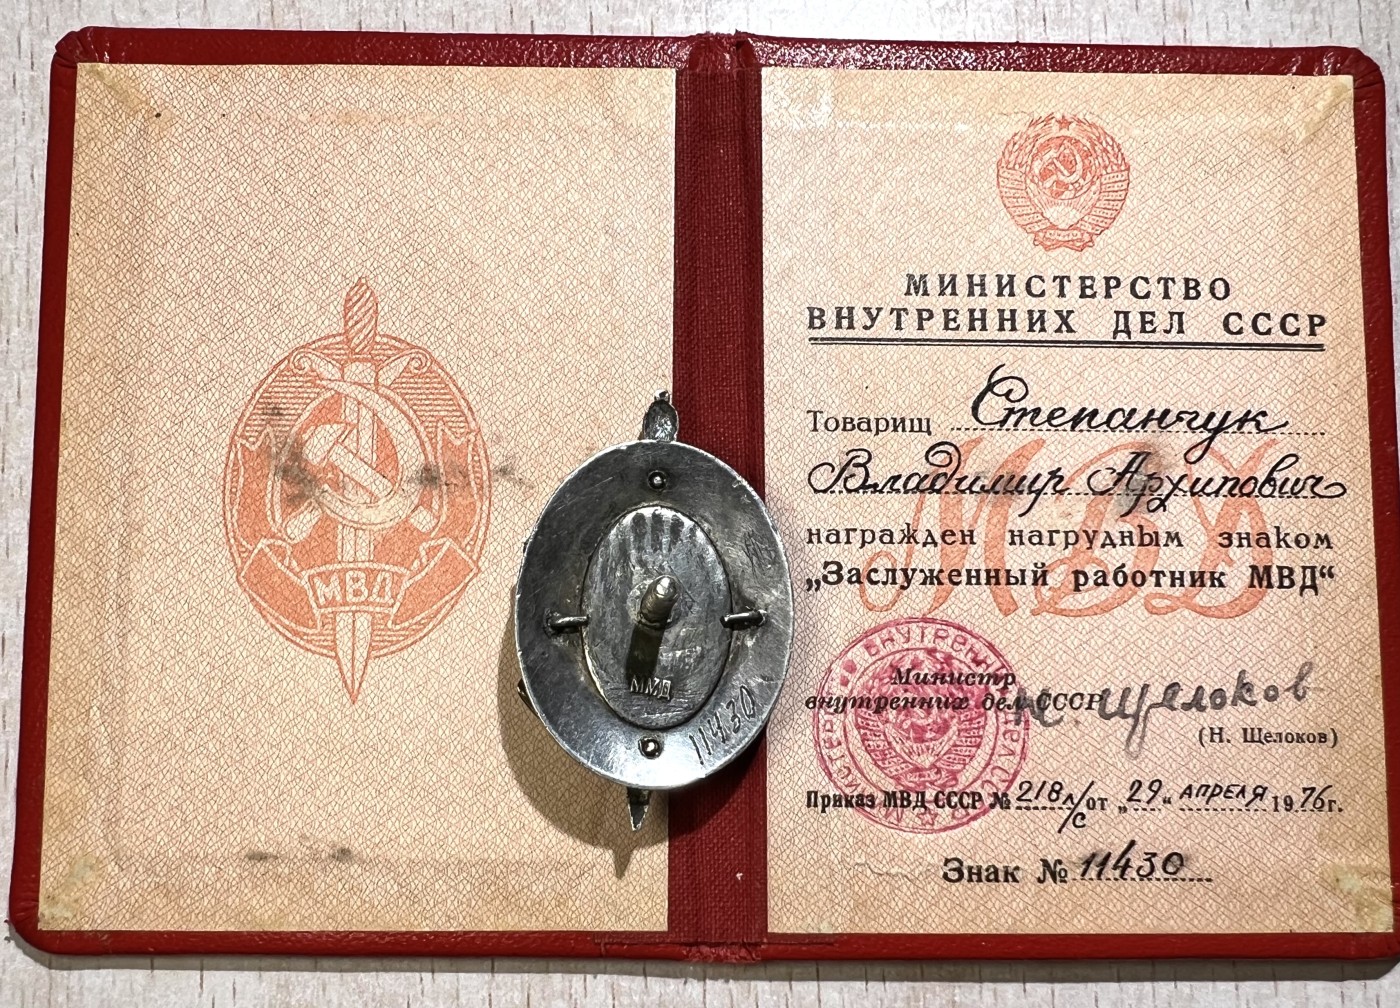 МВД
ММД
11430
МИНИСТЕРСТВО
ВНУТРЕННИХ ДЕЛ СССР
МВД
Товарищ Степанчук
Владимир Архипович
награжден нагрудным знаком
„Заслуженный работник МВД“
Министр
внутренних дел СССР Н. Щелоков
(Н. Щелоков)
Приказ МВД СССР № 218 л/с от „29“ АПРЕЛЯ 1976 г.
Знак № 11430